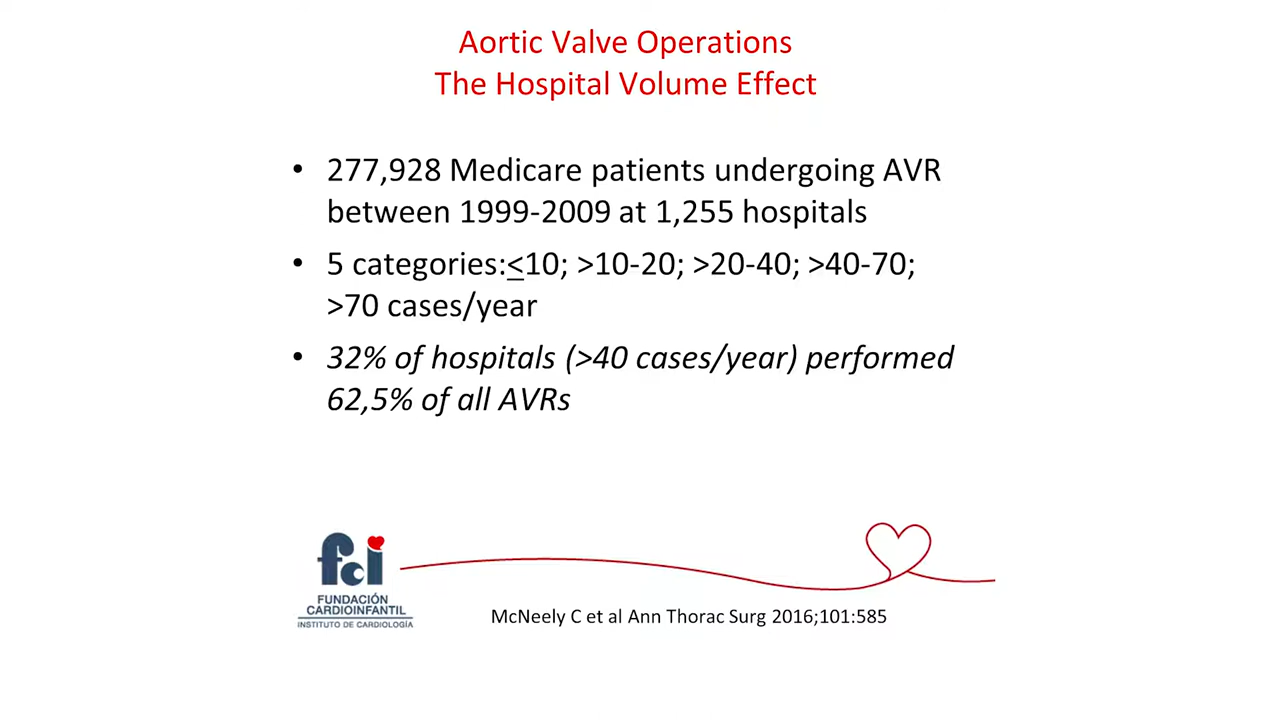 Aortic Valve Operations
The Hospital Volume Effect
• 277,928 Medicare patients undergoing AVR
between 1999-2009 at 1,255 hospitals
• 5 categories:<10; >10-20; >20-40; >40-70;
>70 cases/year
• 32% of hospitals (>40 cases/year) performed
62,5% of all AVRs
fci
FUNDACIÓN
CARDIOINFANTIL
INSTITUTO DE CARDIOLOGÍA
McNeely C et al Ann Thorac Surg 2016;101:585